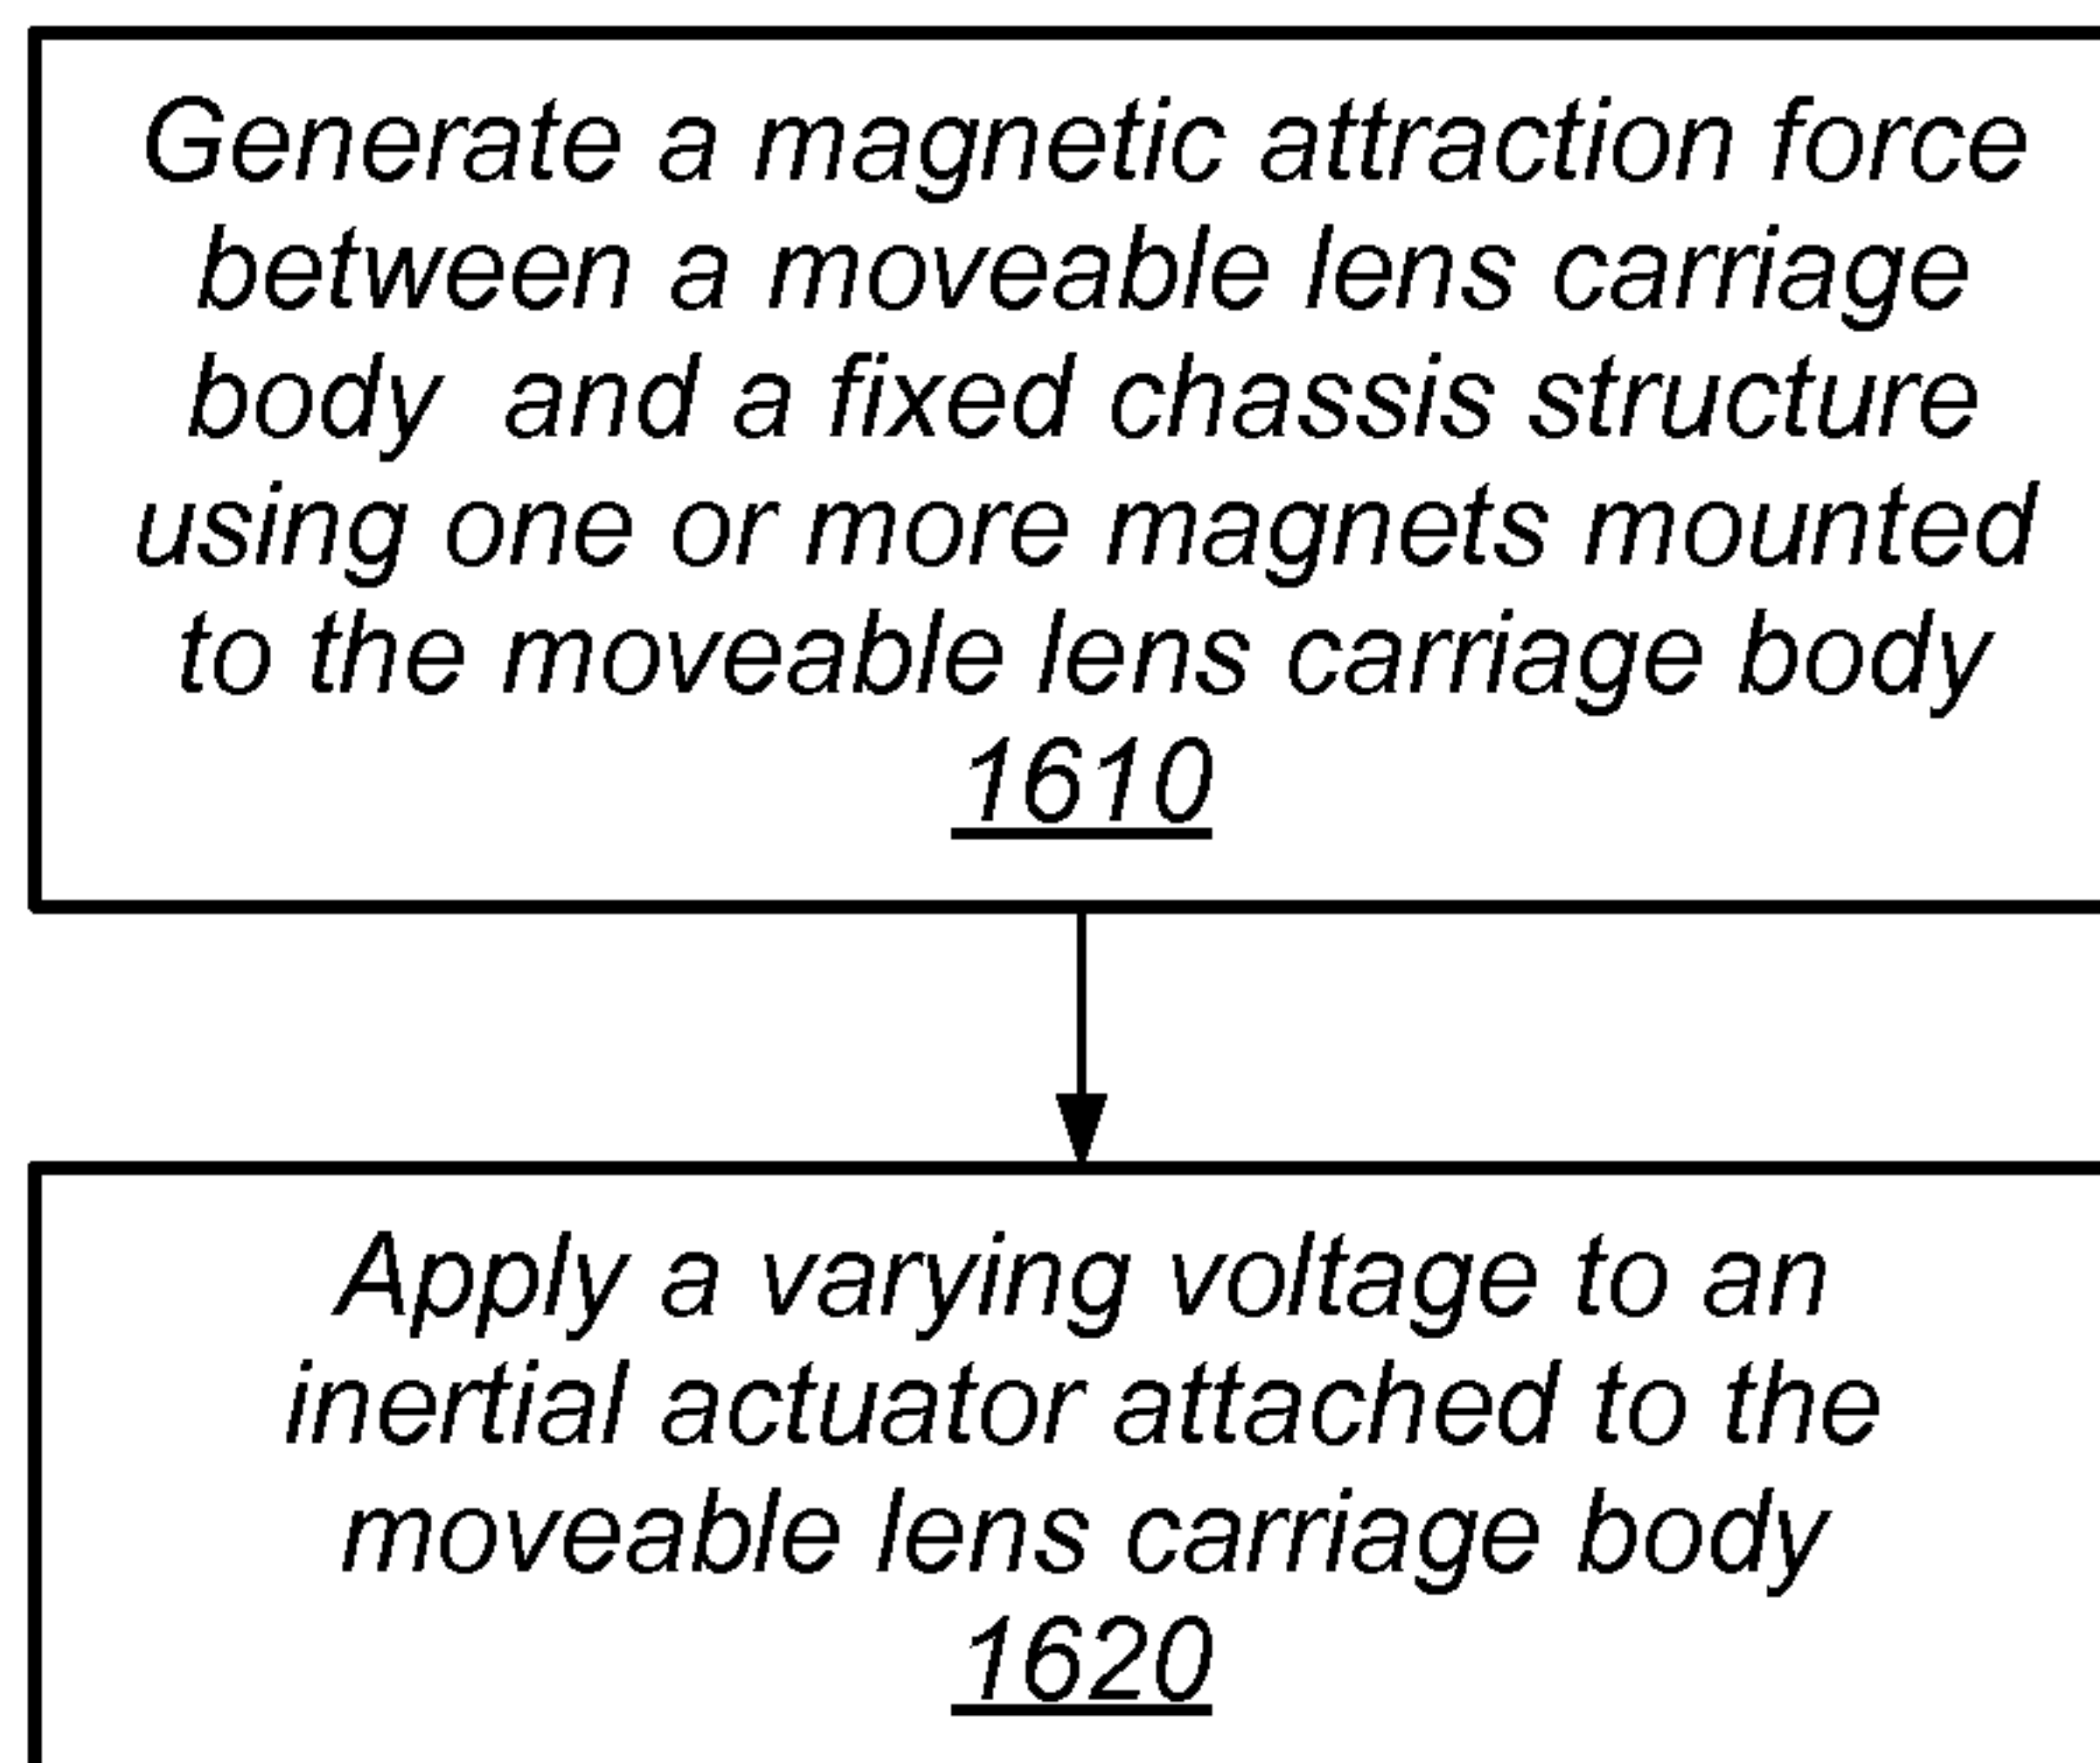 Generate a magnetic attraction force
between a moveable lens carriage
body  and a fixed chassis structure
using one or more magnets mounted
to the moveable lens carriage body
1610
Apply a varying voltage to an
inertial actuator attached to the
moveable lens carriage body
1620